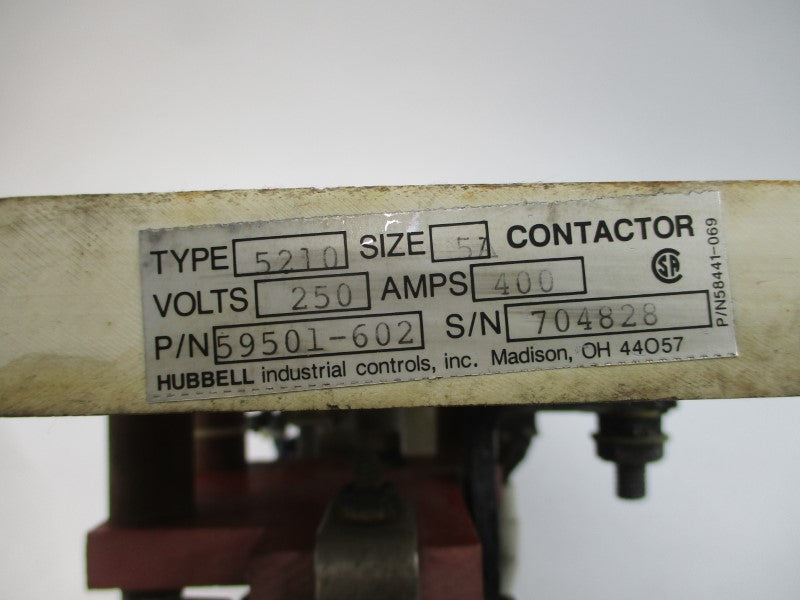 TYPE 5210 SIZE 5A CONTACTOR
VOLTS 250 AMPS 400
P/N 59501-602 S/N 704828
HUBBELL industrial controls, inc. Madison, OH 44057
SA
P/N58441-069